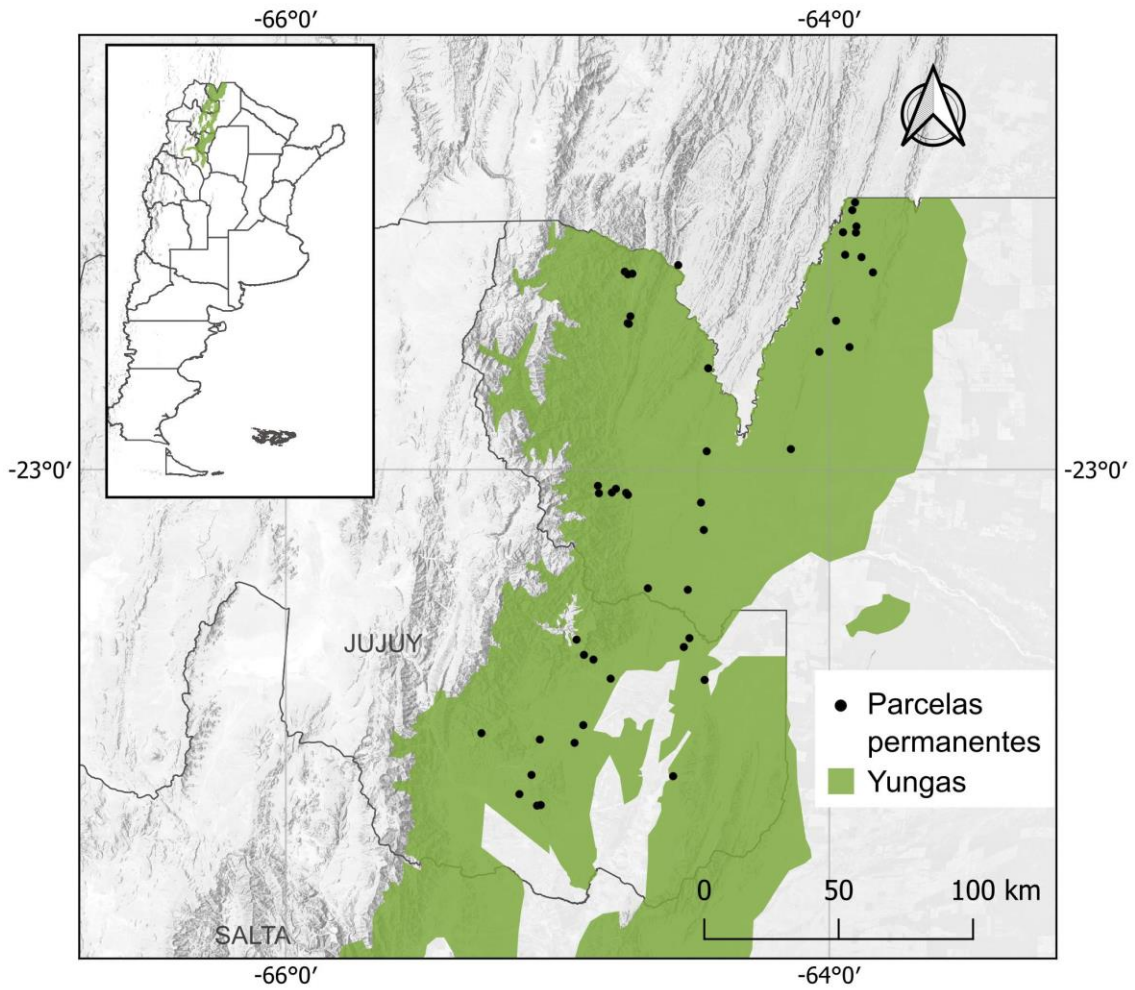 -66°0′ -64°0′
-23°0′ -23°0′
JUJUY
Parcelas
permanentes
Yungas
0 50 100 km
SALTA
-66°0′ -64°0′